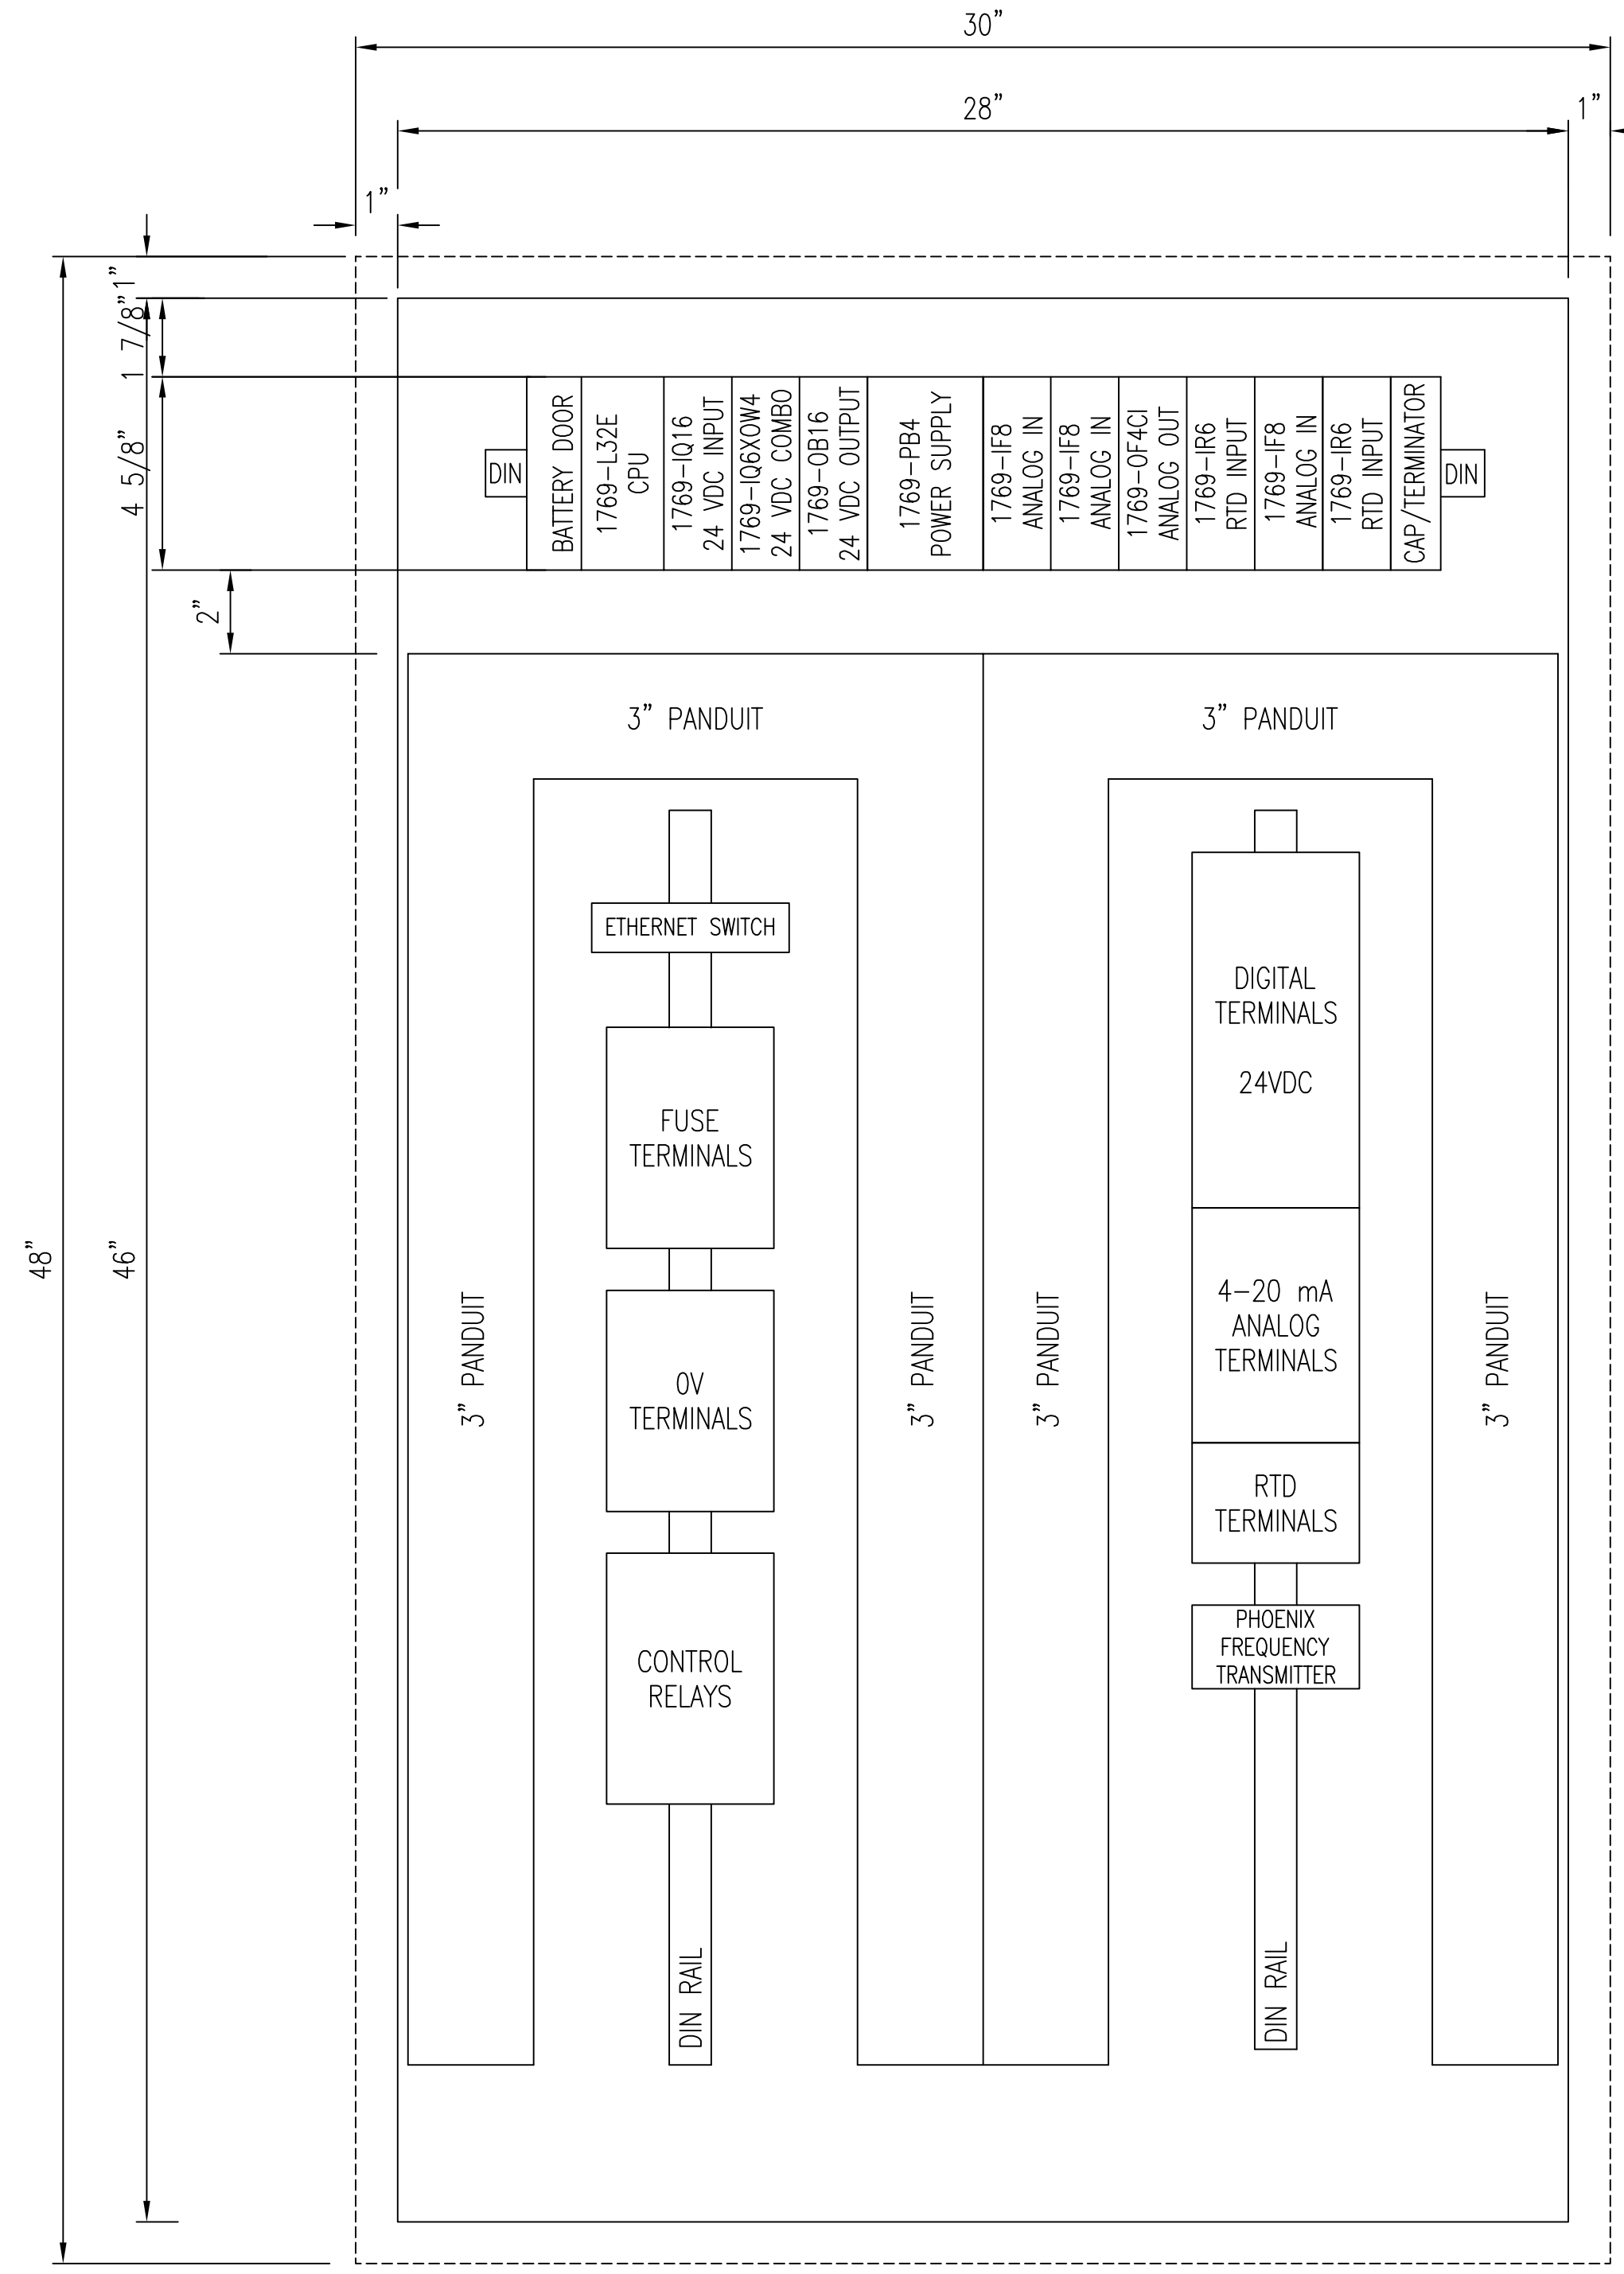 30”
28”
1”
1”
1”
1 7/8”
4 5/8”
2”
48”
46”
DIN
BATTERY DOOR
1769-L32E
CPU
1769-IQ16
24 VDC INPUT
1769-IQ6XOW4
24 VDC COMBO
1769-OB16
24 VDC OUTPUT
1769-PB4
POWER SUPPLY
1769-IF8
ANALOG IN
1769-IF8
ANALOG IN
1769-OF4CI
ANALOG OUT
1769-IR6
RTD INPUT
1769-IF8
ANALOG IN
1769-IR6
RTD INPUT
CAP/TERMINATOR
DIN
3” PANDUIT
3” PANDUIT
ETHERNET SWITCH
FUSE
TERMINALS
0V
TERMINALS
CONTROL
RELAYS
DIN RAIL
3” PANDUIT
3” PANDUIT
3” PANDUIT
3” PANDUIT
DIGITAL
TERMINALS
24VDC
4-20 mA
ANALOG
TERMINALS
RTD
TERMINALS
PHOENIX
FREQUENCY
TRANSMITTER
DIN RAIL